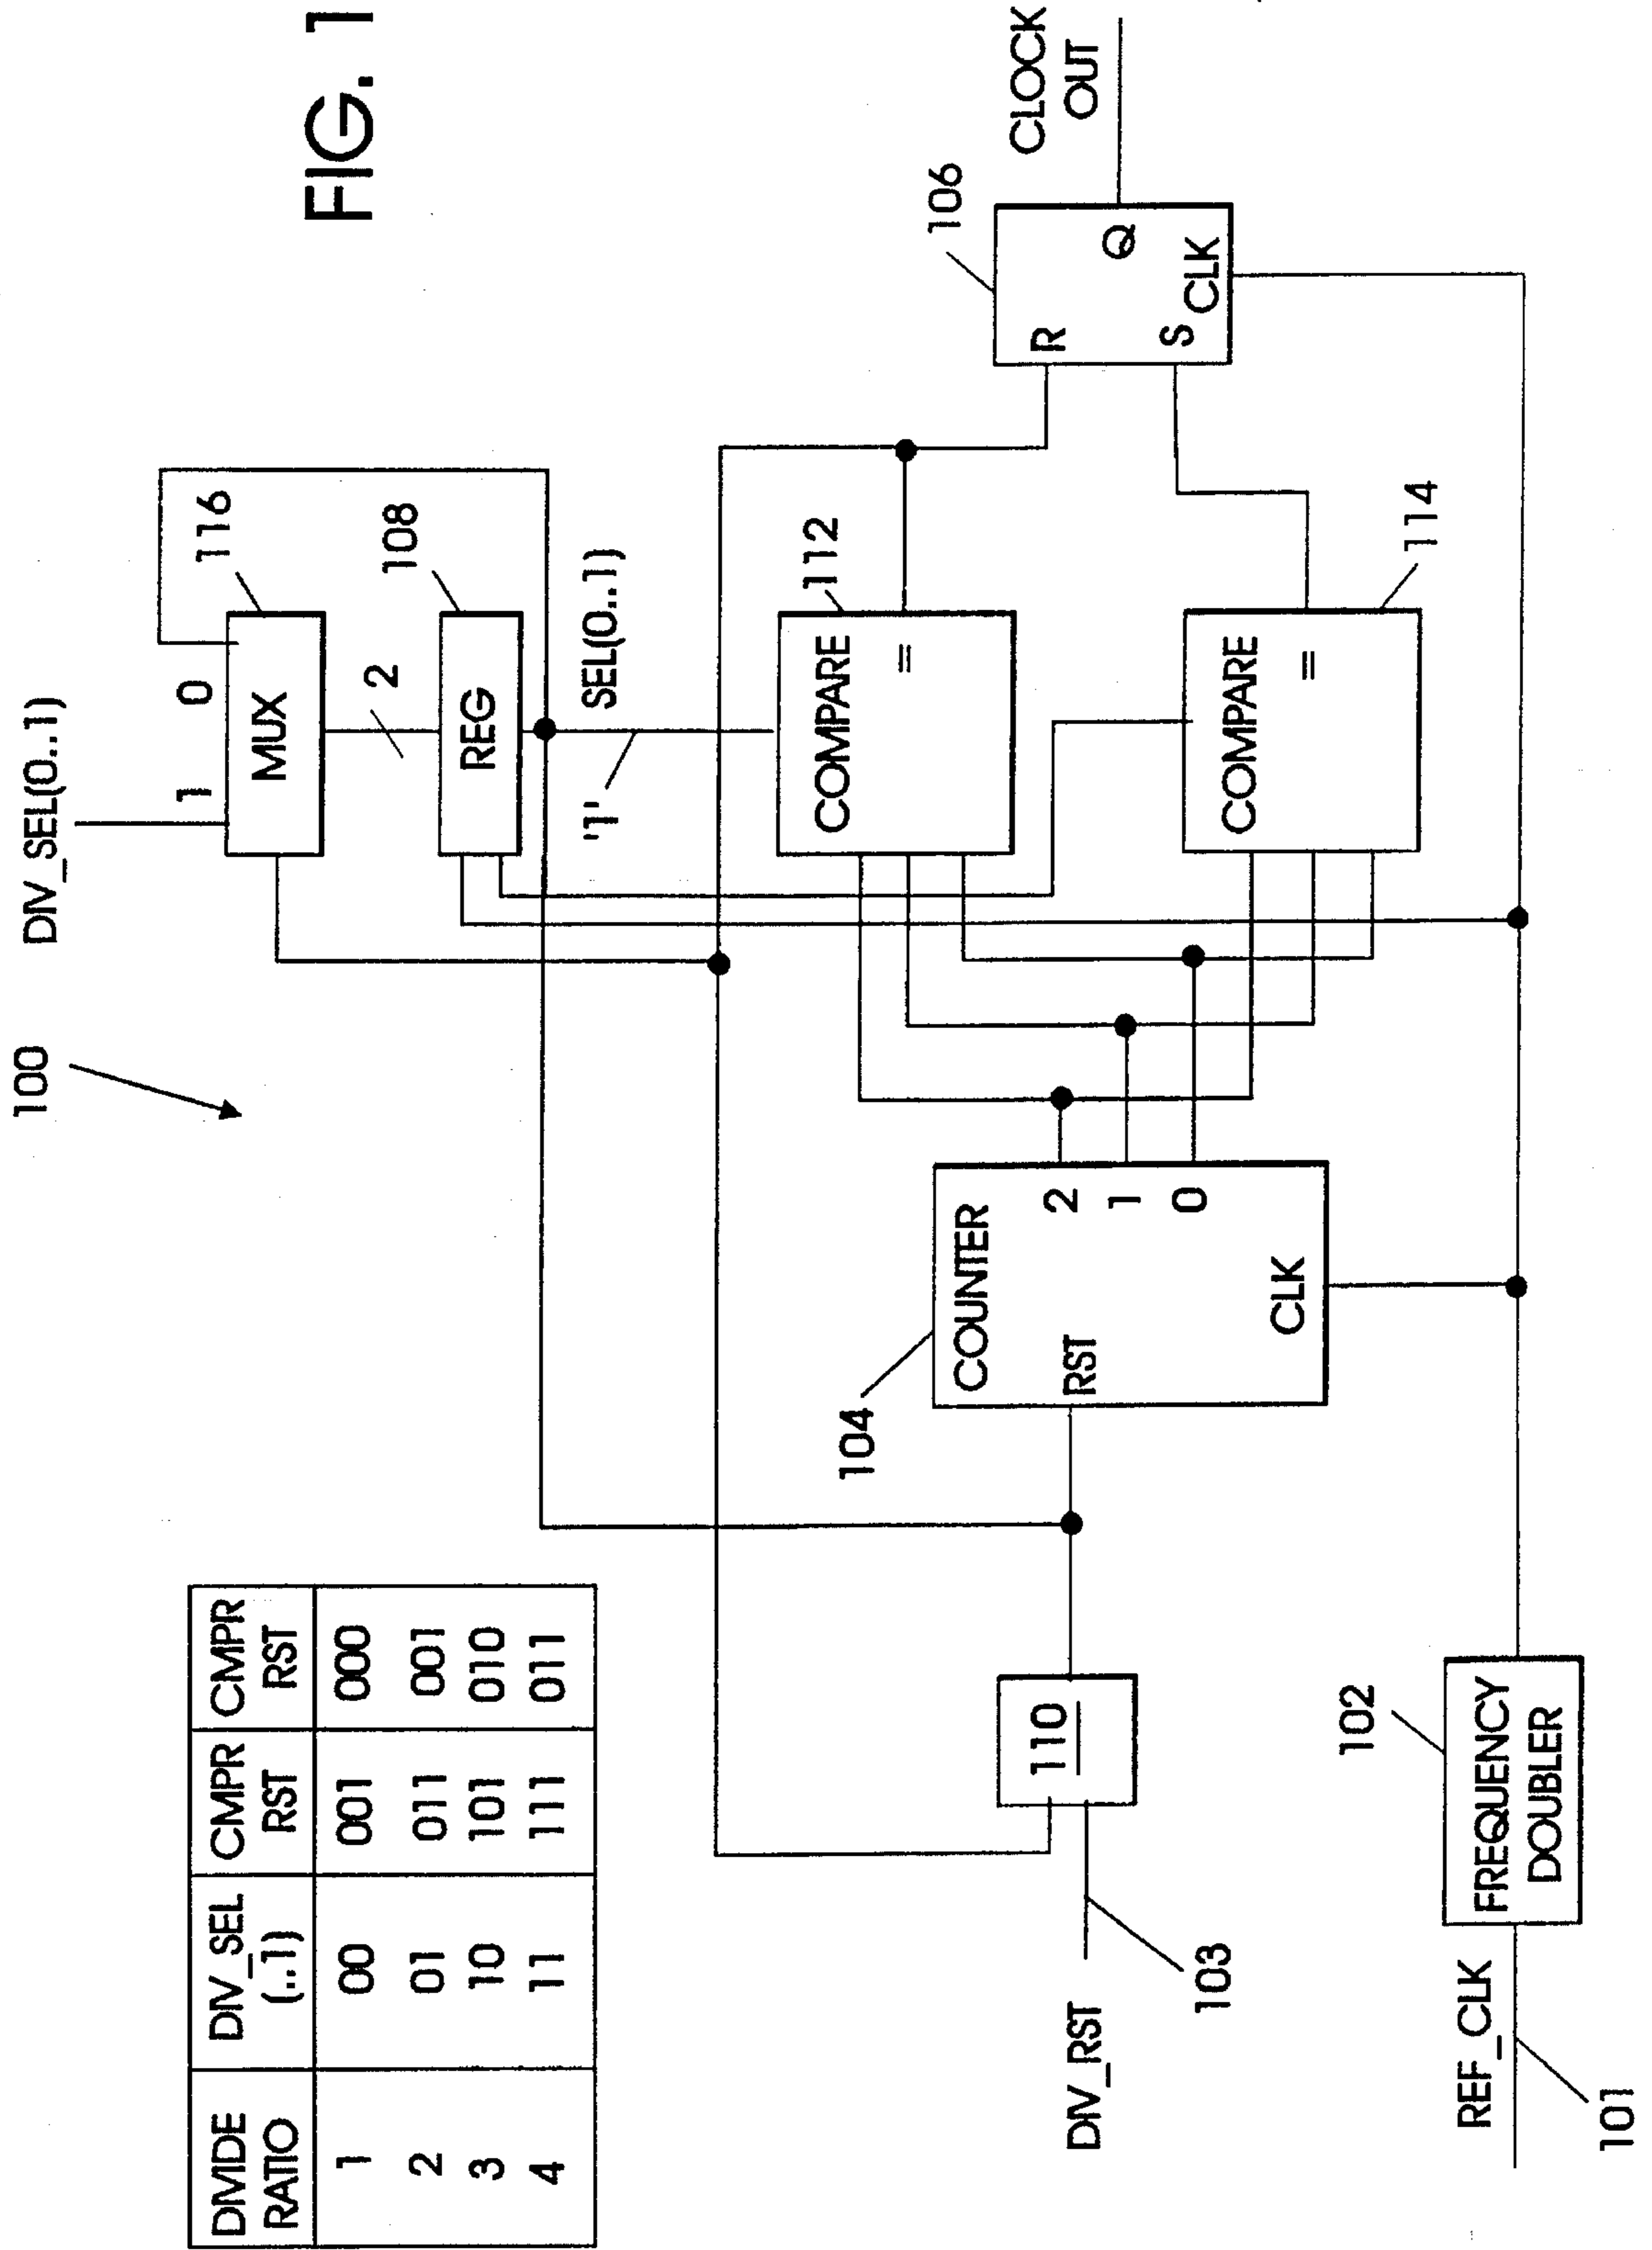 FIG. 1
100
DIVIDE RATIO | DIV_SEL (..1) | CMPR RST | CMPR RST
1 | 00 | 001 | 000
2 | 01 | 011 | 001
3 | 10 | 101 | 010
4 | 11 | 111 | 011
DIV_SEL(0..1)
1
0
MUX
116
2
REG
108
'1'
SEL(0..1)
COMPARE
=
112
COMPARE
=
114
R
S
Q
CLK
106
CLOCK
OUT
COUNTER
RST
2
1
0
CLK
104
110
DIV_RST
103
REF_CLK
101
FREQUENCY
DOUBLER
102